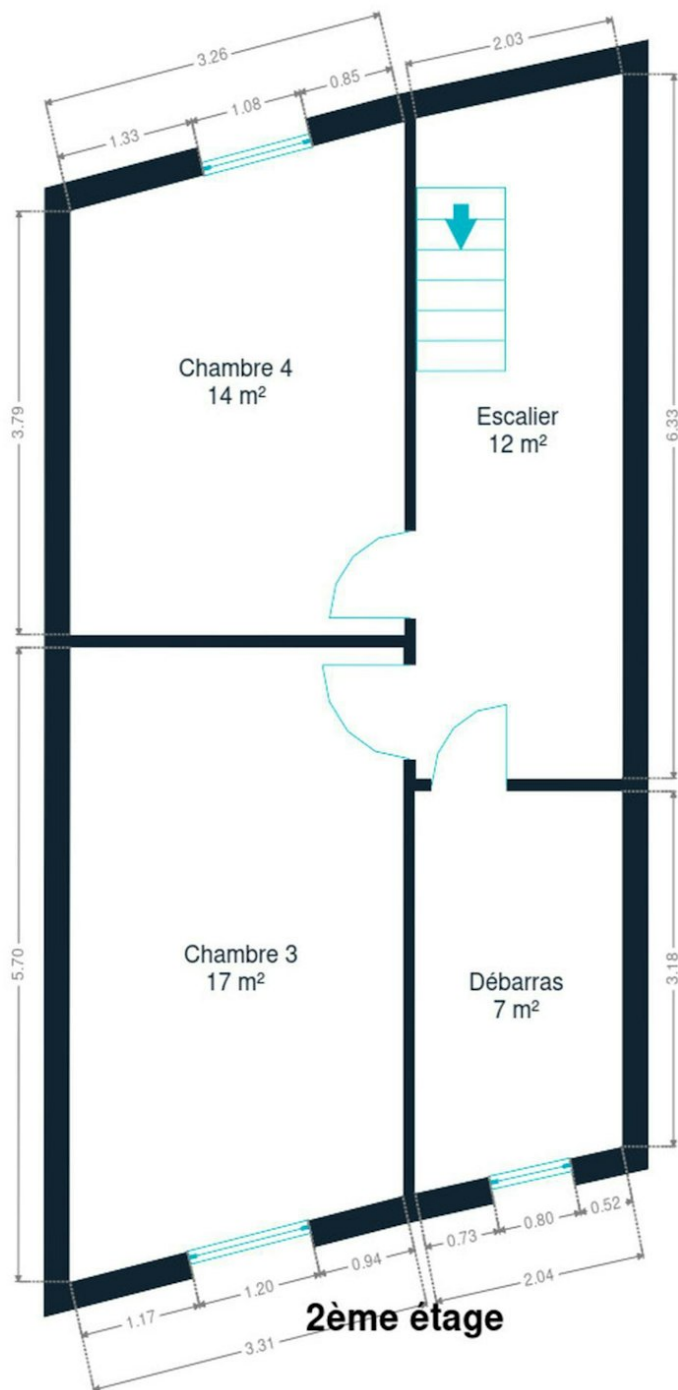 3.26
2.03
1.33
1.08
0.85
3.79
Chambre 4
14 m²
Escalier
12 m²
6.33
5.70
Chambre 3
17 m²
Débarras
7 m²
3.18
1.17
1.20
0.94
3.31
0.73
0.80
0.52
2.04
2ème étage